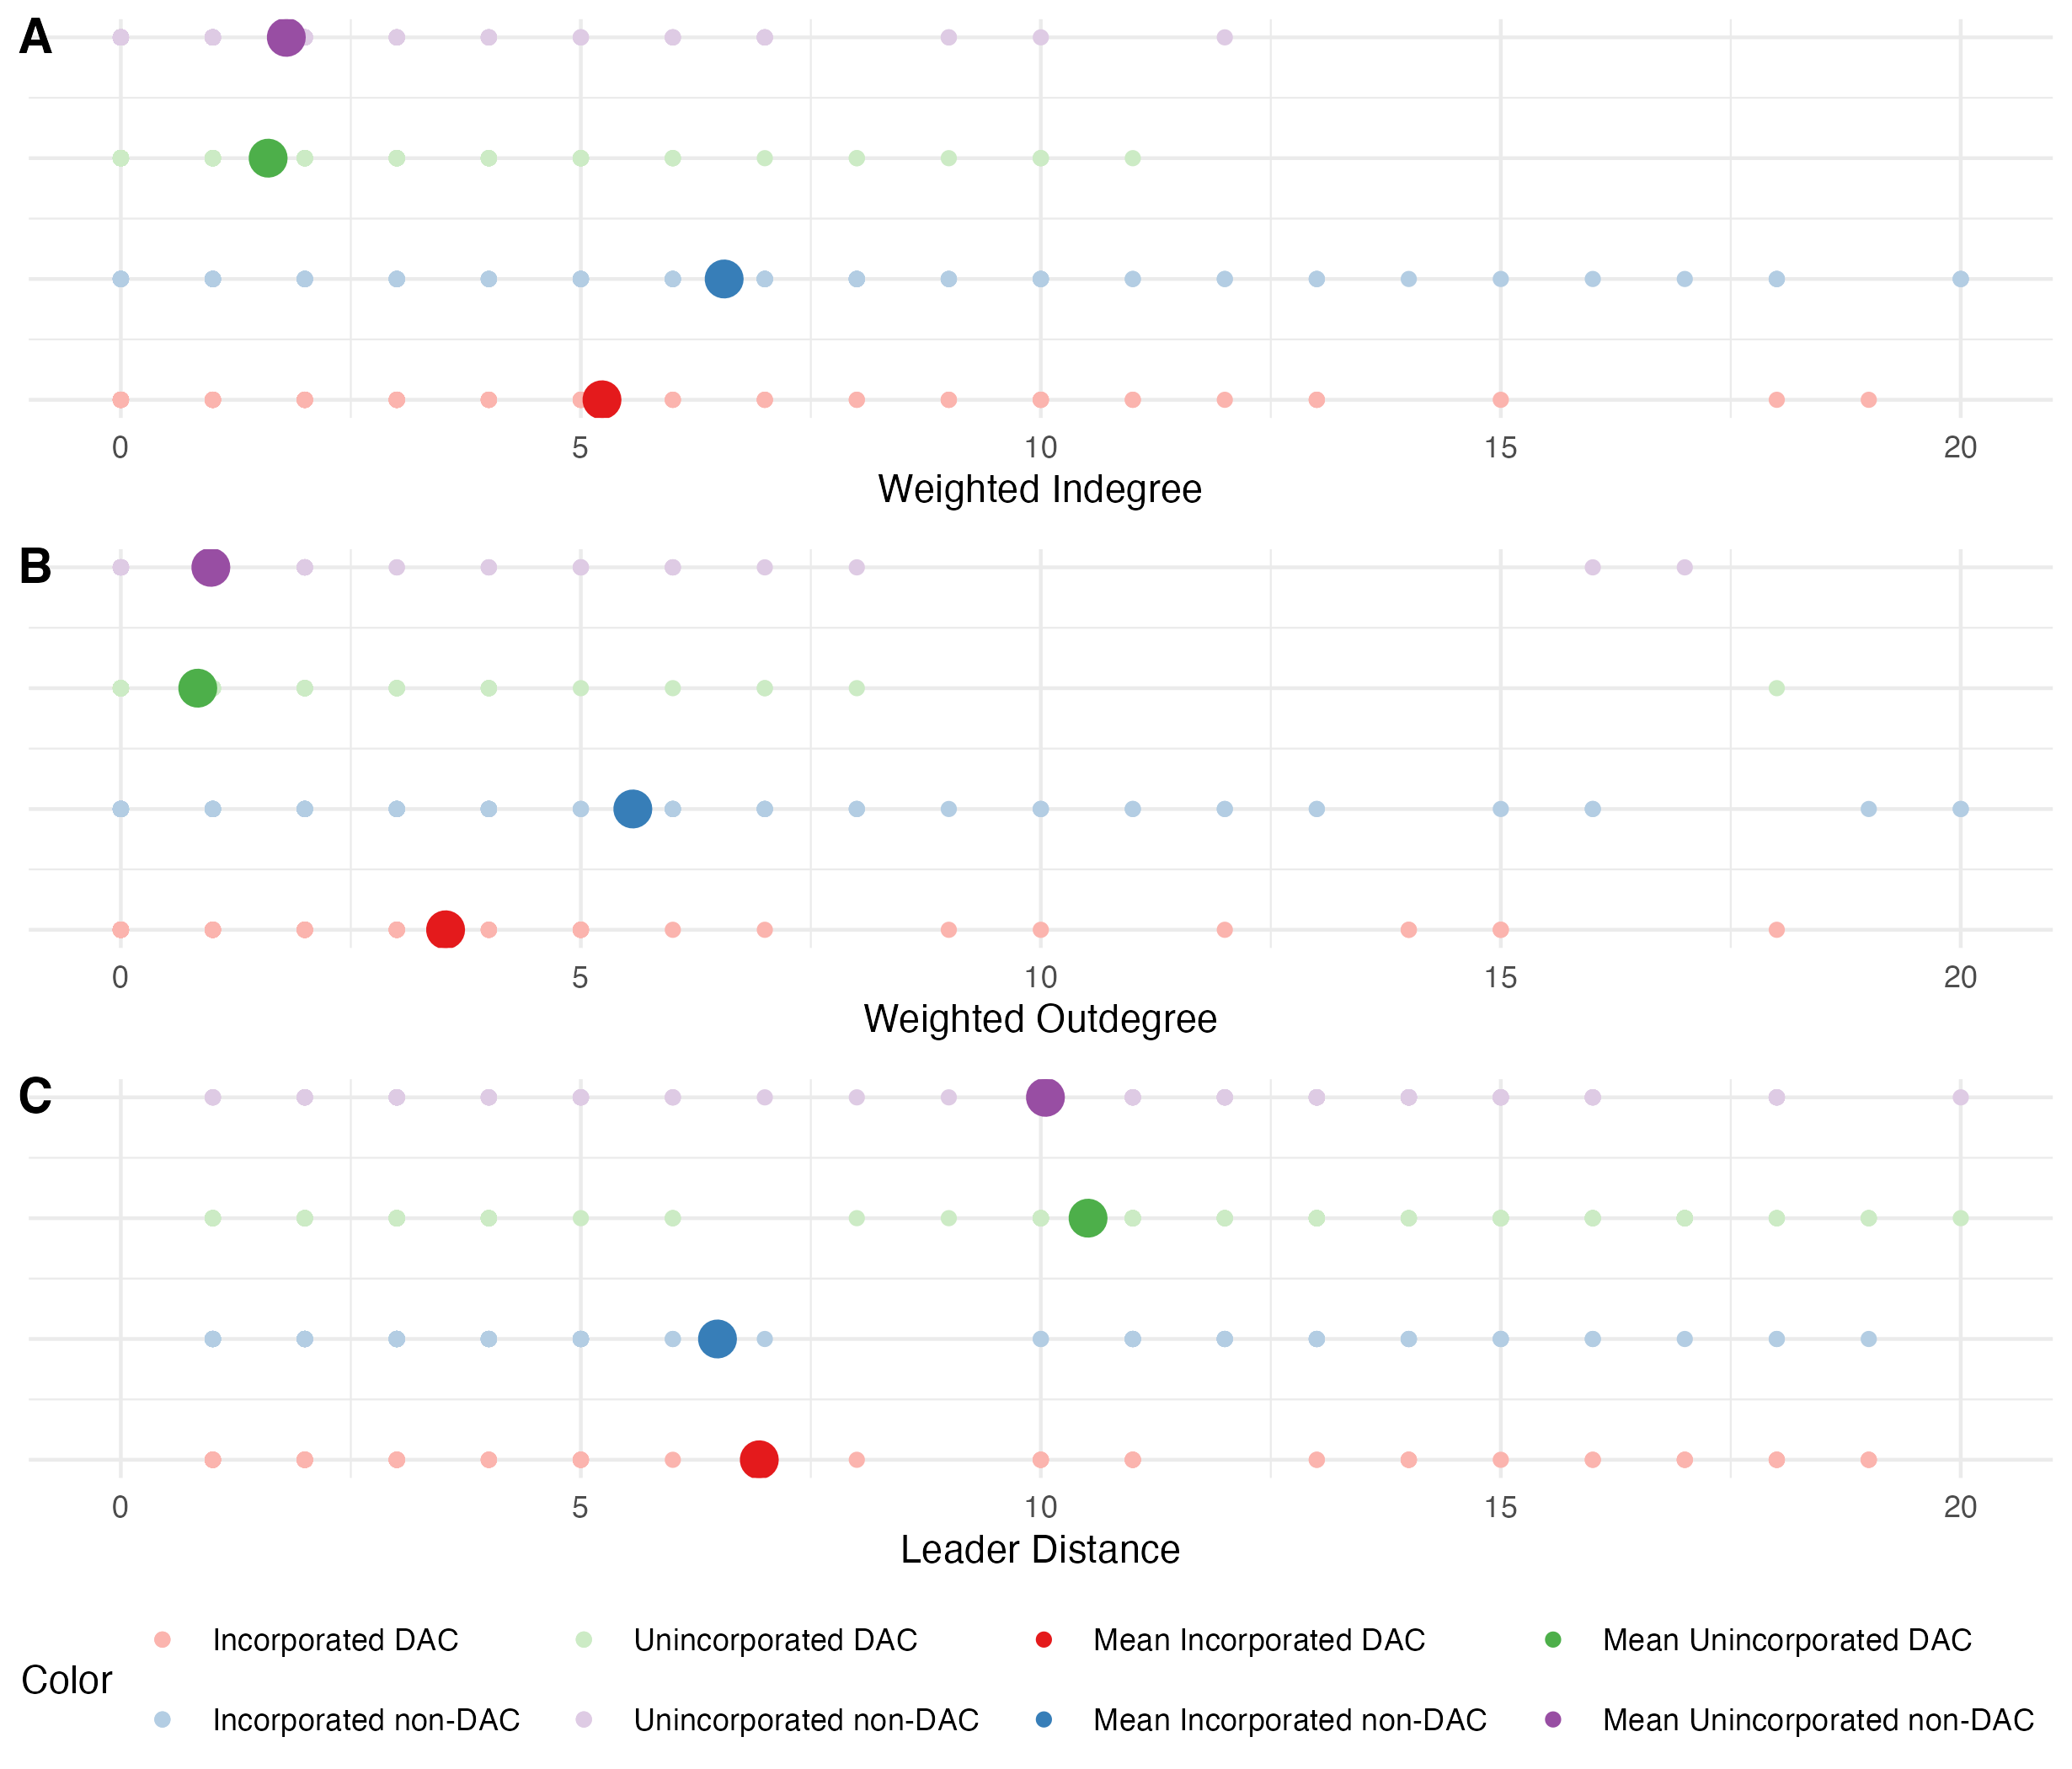 A
0 5 10 15 20
Weighted Indegree
B
0 5 10 15 20
Weighted Outdegree
C
0 5 10 15 20
Leader Distance
Color
Incorporated DAC Unincorporated DAC Mean Incorporated DAC Mean Unincorporated DAC
Incorporated non-DAC Unincorporated non-DAC Mean Incorporated non-DAC Mean Unincorporated non-DAC